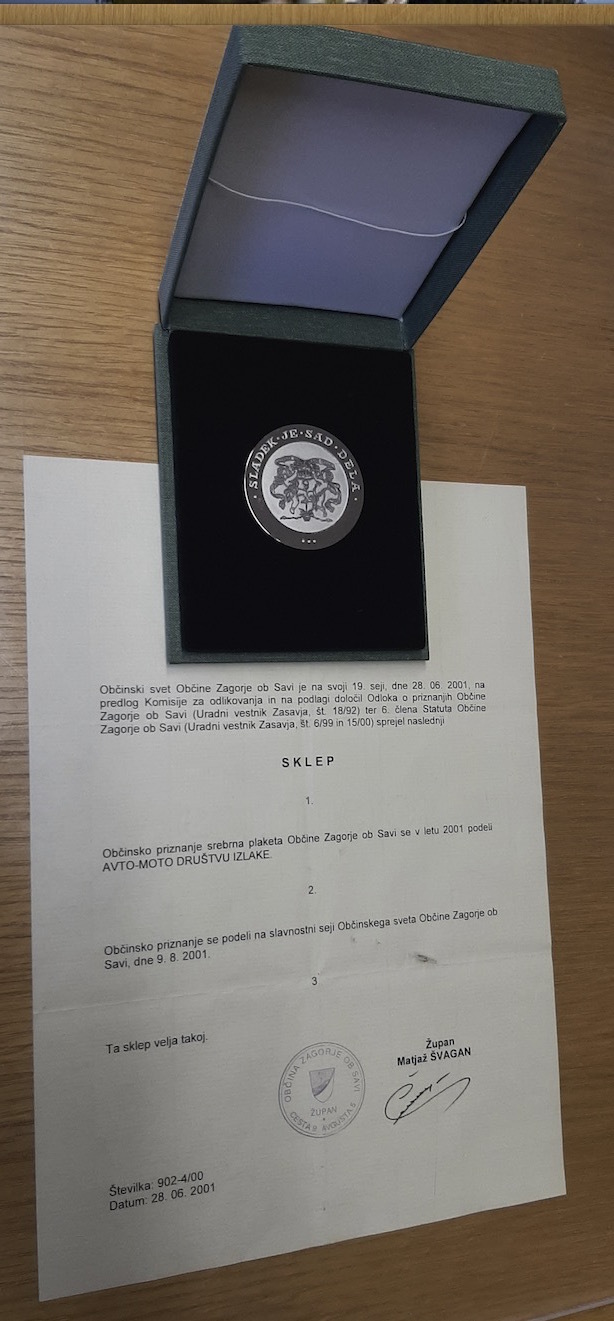 · SLADEK · JE · SAD · DELA ·
Občinski svet Občine Zagorje ob Savi je na svoji 19. seji, dne 28. 06. 2001, na
predlog Komisije za odlikovanja in na podlagi določil Odloka o priznanjih Občine
Zagorje ob Savi (Uradni vestnik Zasavja, št. 18/92) ter 6. člena Statuta Občine
Zagorje ob Savi (Uradni vestnik Zasavja, št. 6/99 in 15/00) sprejel naslednji
SKLEP
1.
Občinsko priznanje srebrna plaketa Občine Zagorje ob Savi se v letu 2001 podeli
AVTO-MOTO DRUŠTVU IZLAKE.
2.
Občinsko priznanje se podeli na slavnostni seji Občinskega sveta Občine Zagorje ob
Savi, dne 9. 8. 2001.
3
Ta sklep velja takoj.
Župan
Matjaž ŠVAGAN
OBČINA ZAGORJE OB SAVI
ŽUPAN
CESTA 9. AVGUSTA 5
Številka: 902-4/00
Datum: 28. 06. 2001